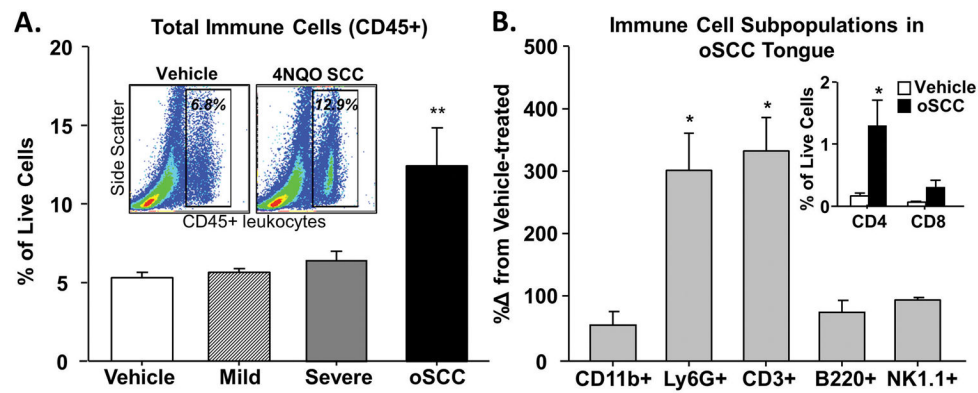 A.
Total Immune Cells (CD45+)
% of Live Cells
20
15
10
5
0
Vehicle
4NQO SCC
6.8%
12.9%
Side Scatter
CD45+ leukocytes
**
Vehicle Mild Severe oSCC
B.
Immune Cell Subpopulations in
oSCC Tongue
%Δ from Vehicle-treated
500
400
300
200
100
0
*
*
CD11b+ Ly6G+ CD3+ B220+ NK1.1+
% of Live Cells
2
1
0
*
Vehicle
oSCC
CD4 CD8